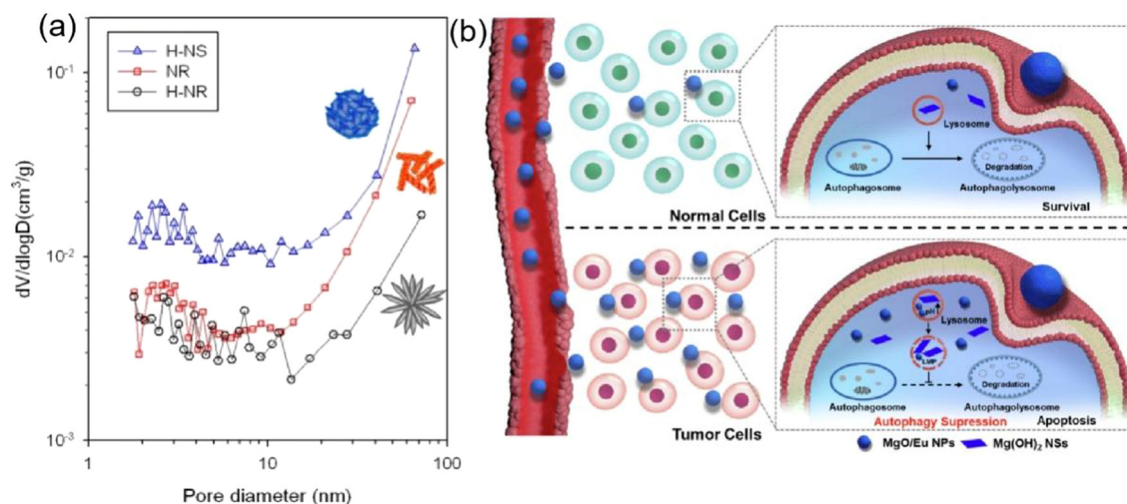 (a)
H-NS
NR
H-NR
dV/dlogD(cm³/g)
10⁻¹
10⁻²
10⁻³
1
10
100
Pore diameter (nm)
(b)
Normal Cells
Lysosome
Autophagosome
Degradation
Autophagolysosome
Survival
Tumor Cells
pH
Lysosome
LMP
Autophagosome
Degradation
Autophagolysosome
Autophagy Supression
Apoptosis
MgO/Eu NPs
Mg(OH)₂ NSs